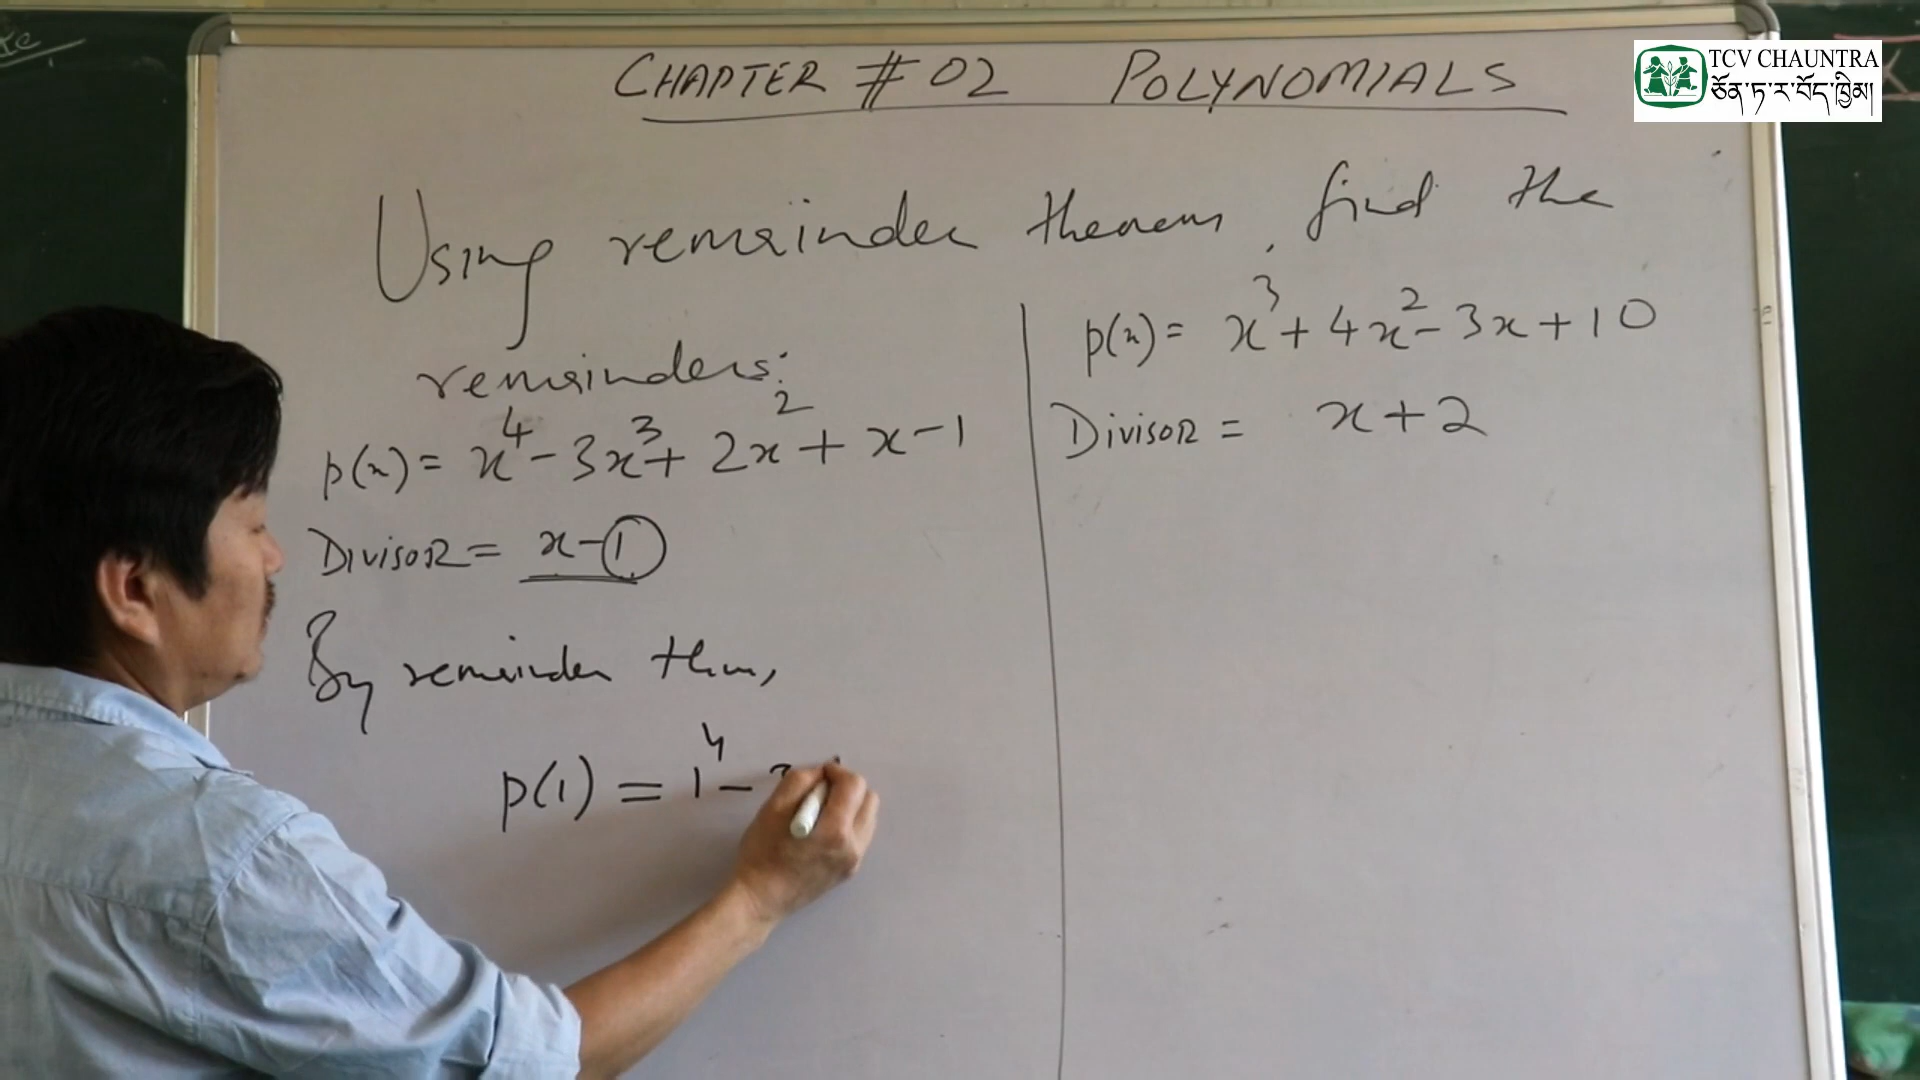 CHAPTER # 02 POLYNOMIALS
TCV CHAUNTRA
ཅོན་ཏ་ར་བོད་ཁྱིམ།
Using remainder theorem, find the
remainders:
p(x) = x⁴ - 3x³ + 2x² + x - 1
Divisor = x - 1
By remainder thm,
p(1) = 1⁴ - 3
p(x) = x³ + 4x² - 3x + 10
Divisor = x + 2